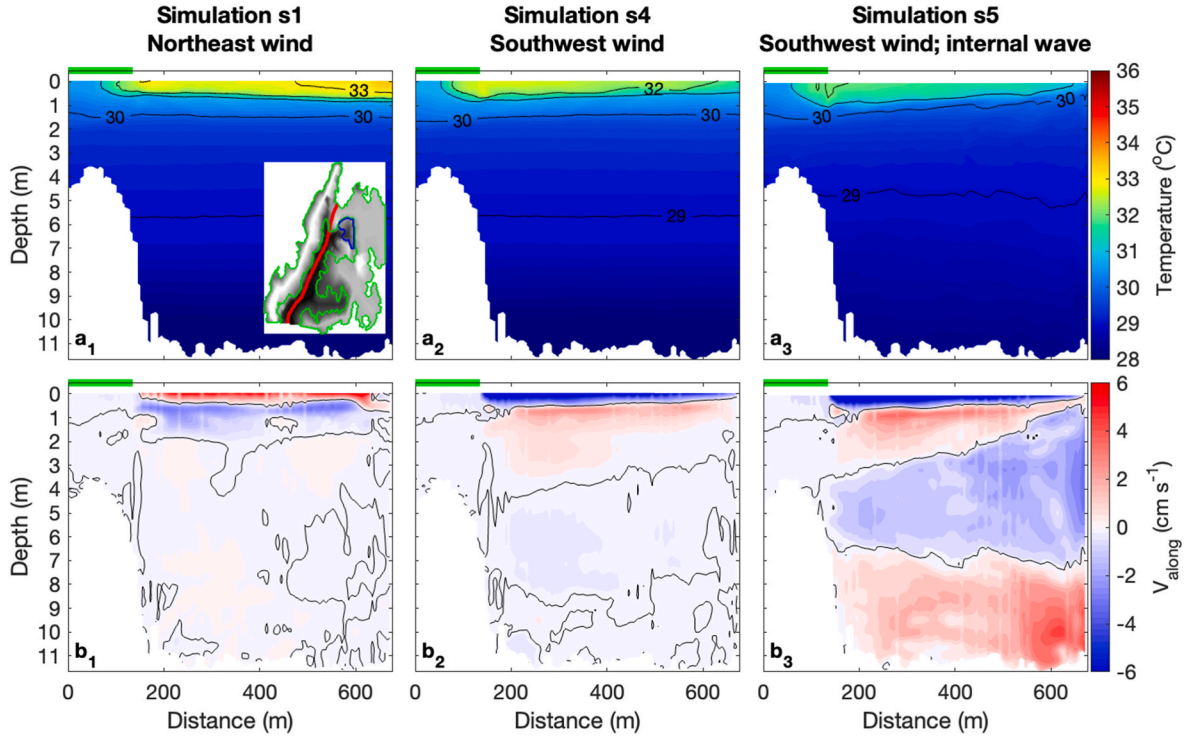 Simulation s1
Northeast wind
Simulation s4
Southwest wind
Simulation s5
Southwest wind; internal wave
Depth (m)
0
1
2
3
4
5
6
7
8
9
10
11
33
30
30
a1
32
30
30
29
a2
30
30
29
a3
36
35
34
33
32
31
30
29
28
Temperature (°C)
Depth (m)
0
1
2
3
4
5
6
7
8
9
10
11
b1
b2
b3
6
4
2
0
-2
-4
-6
Valong (cm s-1)
0 200 400 600
0 200 400 600
200 400 600
Distance (m)
Distance (m)
Distance (m)